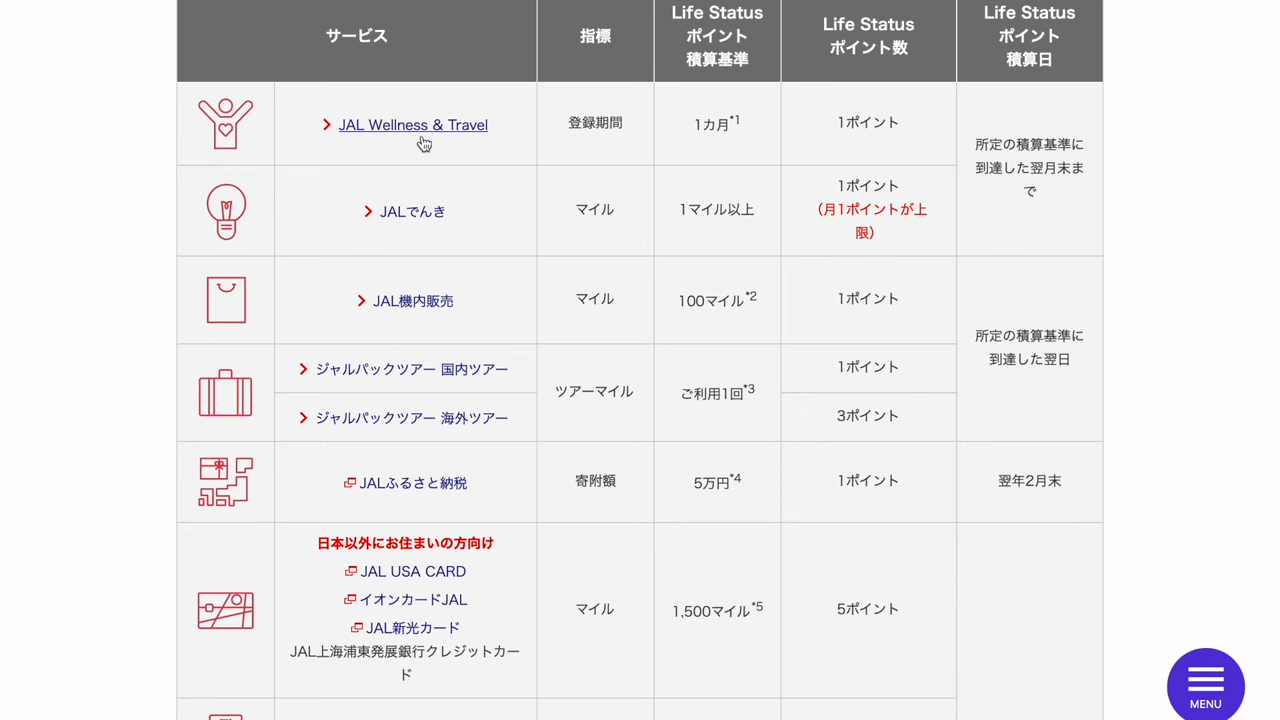 サービス
指標
Life Status
ポイント
積算基準
Life Status
ポイント数
Life Status
ポイント
積算日
JAL Wellness & Travel
登録期間
1カ月*1
1ポイント
所定の積算基準に
到達した翌月末ま
で
JALでんき
マイル
1マイル以上
1ポイント
（月1ポイントが上
限）
JAL機内販売
マイル
100マイル*2
1ポイント
所定の積算基準に
到達した翌日
ジャルパックツアー 国内ツアー
ツアーマイル
ご利用1回*3
1ポイント
ジャルパックツアー 海外ツアー
3ポイント
JALふるさと納税
寄附額
5万円*4
1ポイント
翌年2月末
日本以外にお住まいの方向け
JAL USA CARD
イオンカードJAL
JAL新光カード
JAL上海浦東発展銀行クレジットカー
ド
マイル
1,500マイル*5
5ポイント
MENU